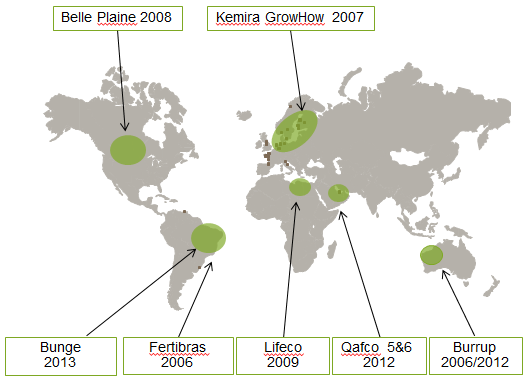 Belle Plaine 2008
Kemira GrowHow 2007
Bunge
2013
Fertibras
2006
Lifeco
2009
Qafco 5&6
2012
Burrup
2006/2012